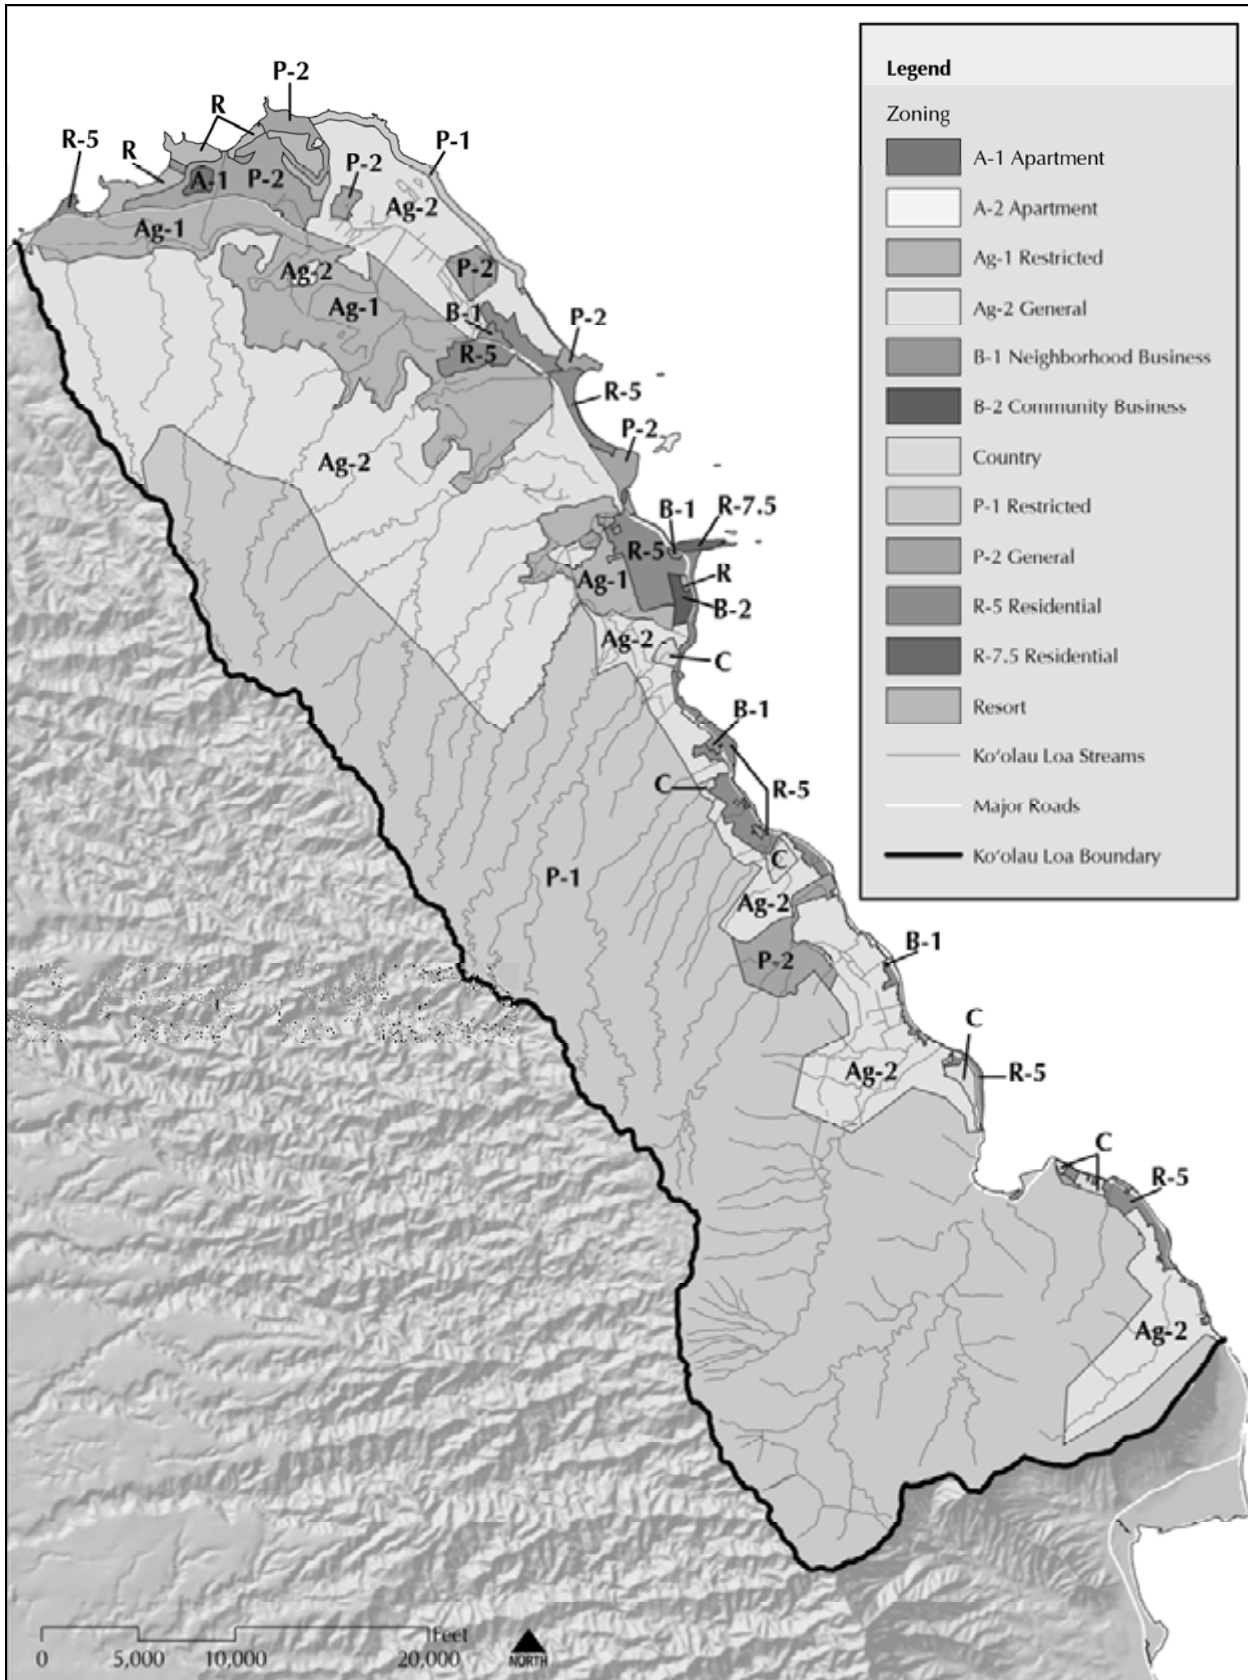 Legend
Zoning
A-1 Apartment
A-2 Apartment
Ag-1 Restricted
Ag-2 General
B-1 Neighborhood Business
B-2 Community Business
Country
P-1 Restricted
P-2 General
R-5 Residential
R-7.5 Residential
Resort
Ko‘olau Loa Streams
Major Roads
Ko‘olau Loa Boundary
P-2
R
R-5
R
P-1
P-2
A-1
P-2
Ag-2
Ag-1
Ag-2
P-2
Ag-1
B-1
P-2
R-5
R-5
P-2
Ag-2
B-1
R-7.5
R-5
Ag-1
R
B-2
Ag-2
C
B-1
C
R-5
C
P-1
Ag-2
B-1
P-2
C
Ag-2
R-5
C
R-5
Ag-2
Feet
0
5,000
10,000
20,000
NORTH